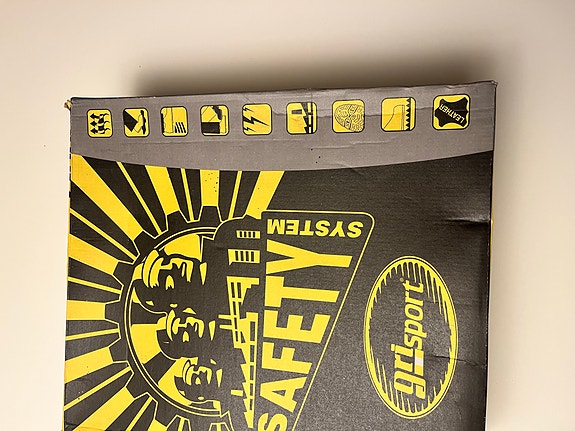 LEATHER
SAFETY
SYSTEM
grisport